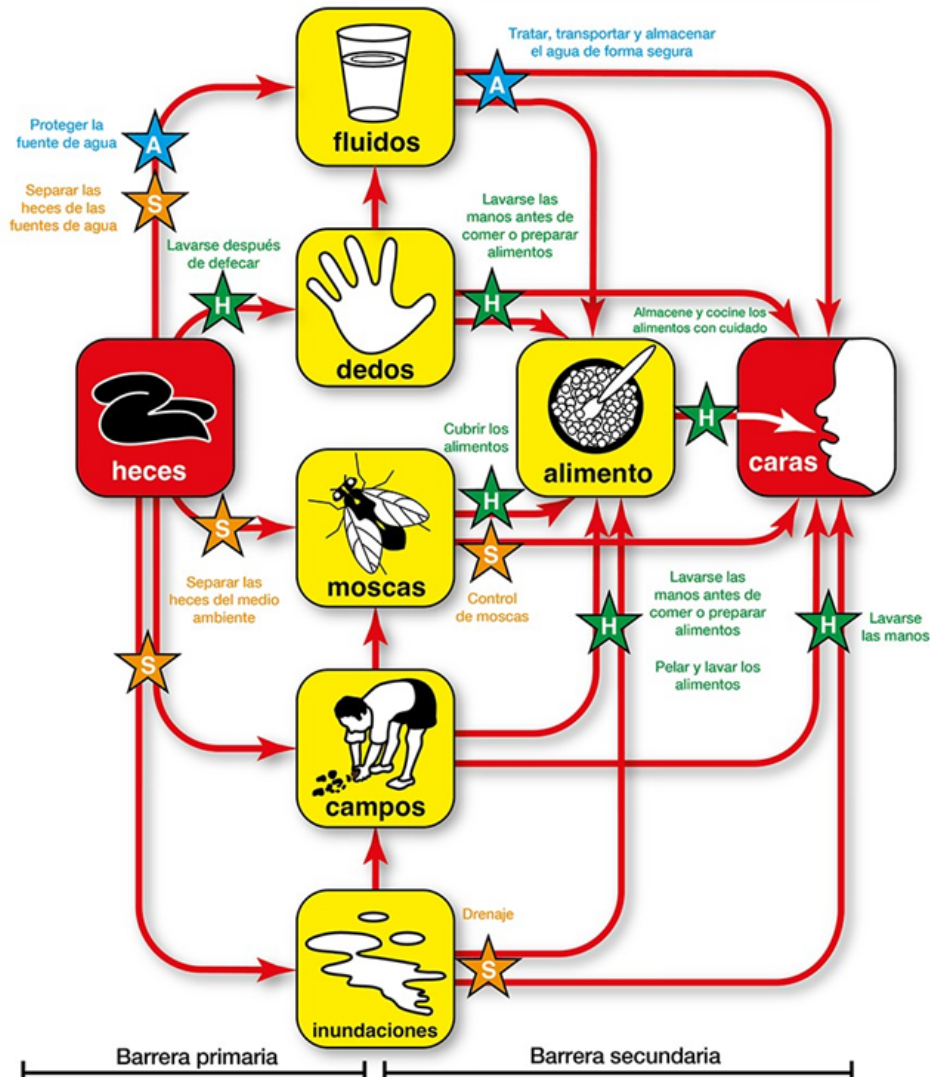 Tratar, transportar y almacenar
el agua de forma segura
A
fluidos
Proteger la
fuente de agua
A
Separar las
heces de las
fuentes de agua
S
Lavarse después
de defecar
H
Lavarse las
manos antes de
comer o preparar
alimentos
H
dedos
Almacene y cocine los
alimentos con cuidado
heces
alimento
H
caras
Cubrir los
alimentos
H
S
moscas
S
Control
de moscas
Separar las
heces del medio
ambiente
S
Lavarse las
manos antes de
comer o preparar
alimentos
H
Pelar y lavar los
alimentos
H
Lavarse
las manos
campos
Drenaje
S
inundaciones
Barrera primaria
Barrera secundaria